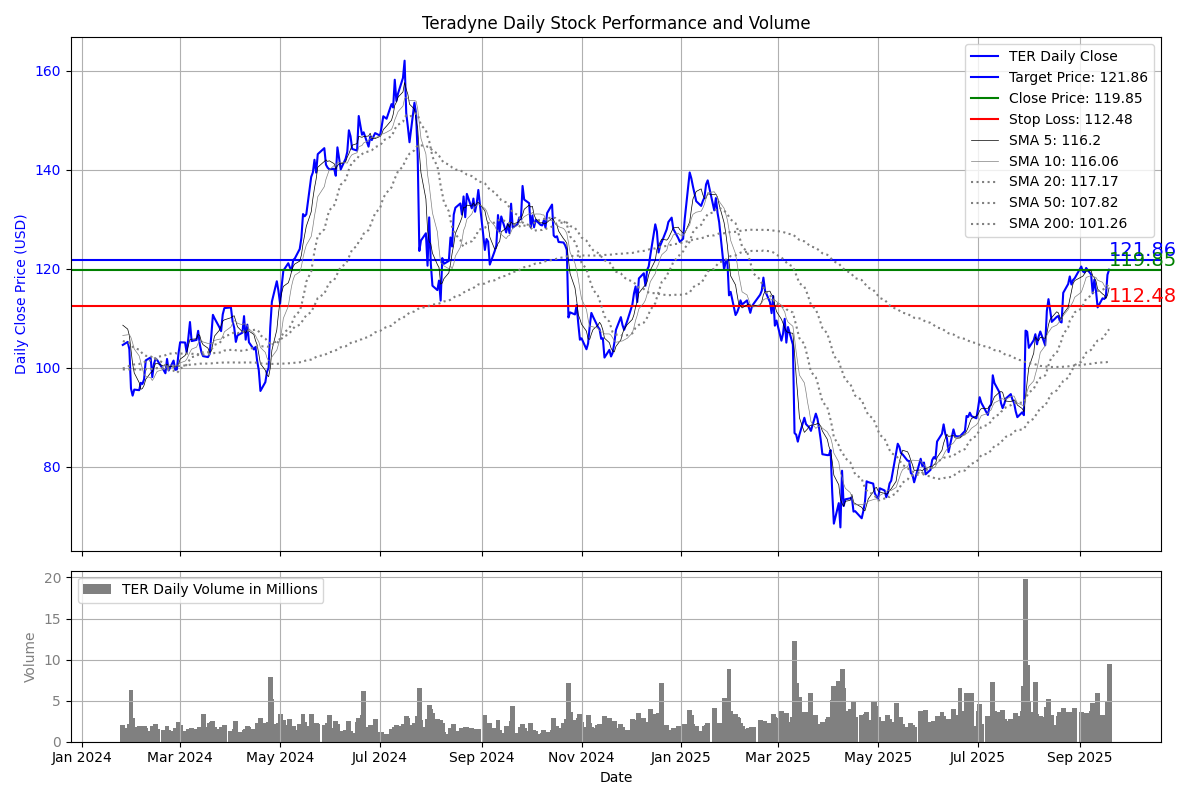 Teradyne Daily Stock Performance and Volume
Daily Close Price (USD)
160
140
120
100
80
TER Daily Close
Target Price: 121.86
Close Price: 119.85
Stop Loss: 112.48
SMA 5: 116.2
SMA 10: 116.06
SMA 20: 117.17
SMA 50: 107.82
SMA 200: 101.26
121.86
119.85
112.48
TER Daily Volume in Millions
Volume
20
15
10
5
0
Jan 2024
Mar 2024
May 2024
Jul 2024
Sep 2024
Nov 2024
Jan 2025
Mar 2025
May 2025
Jul 2025
Sep 2025
Date